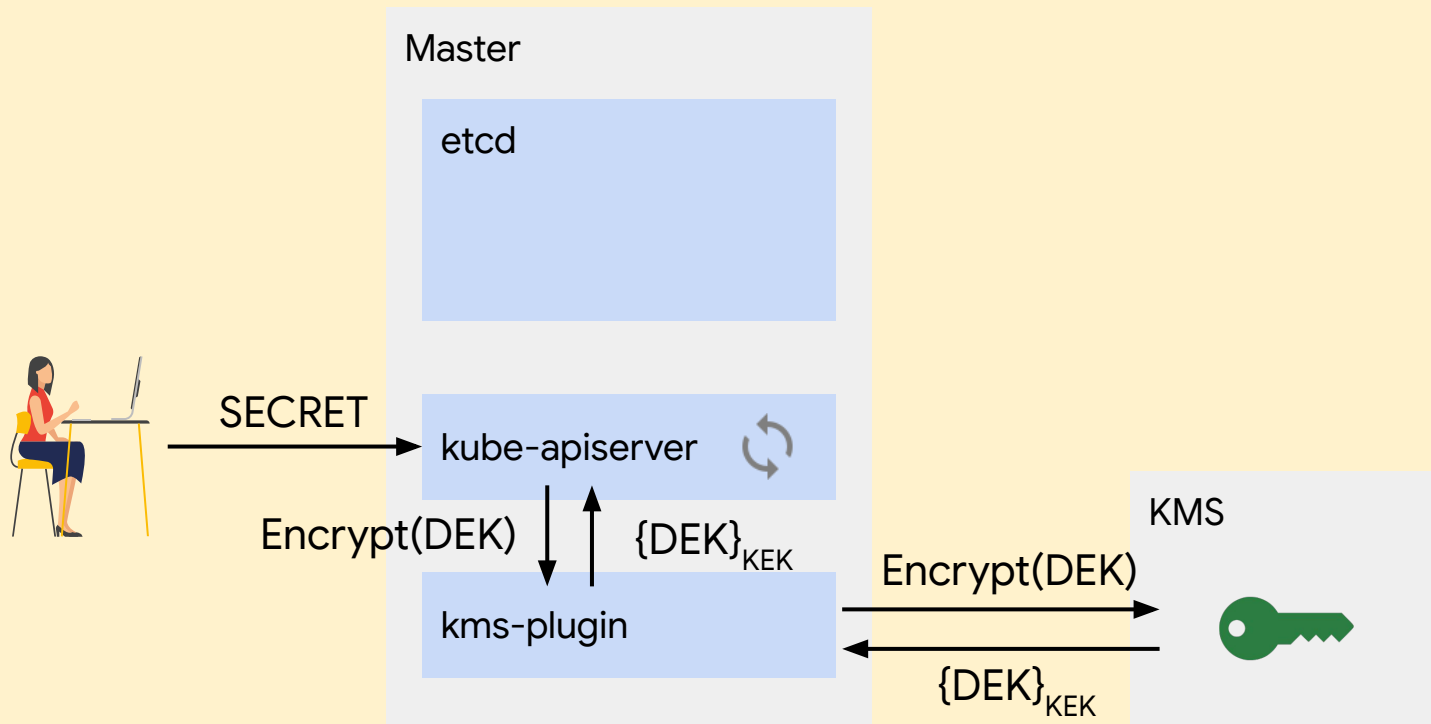 Master
etcd
SECRET
kube-apiserver
Encrypt(DEK)
{DEK}KEK
KMS
Encrypt(DEK)
kms-plugin
{DEK}KEK